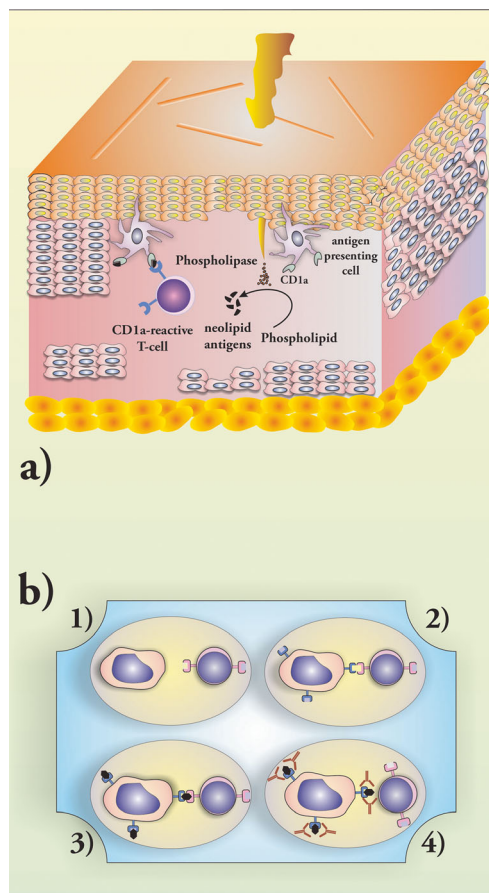 Phospholipase
antigen
presenting
cell
CD1a
CD1a-reactive
T-cell
neolipid
antigens
Phospholipid
a)
b)
1)
2)
3)
4)